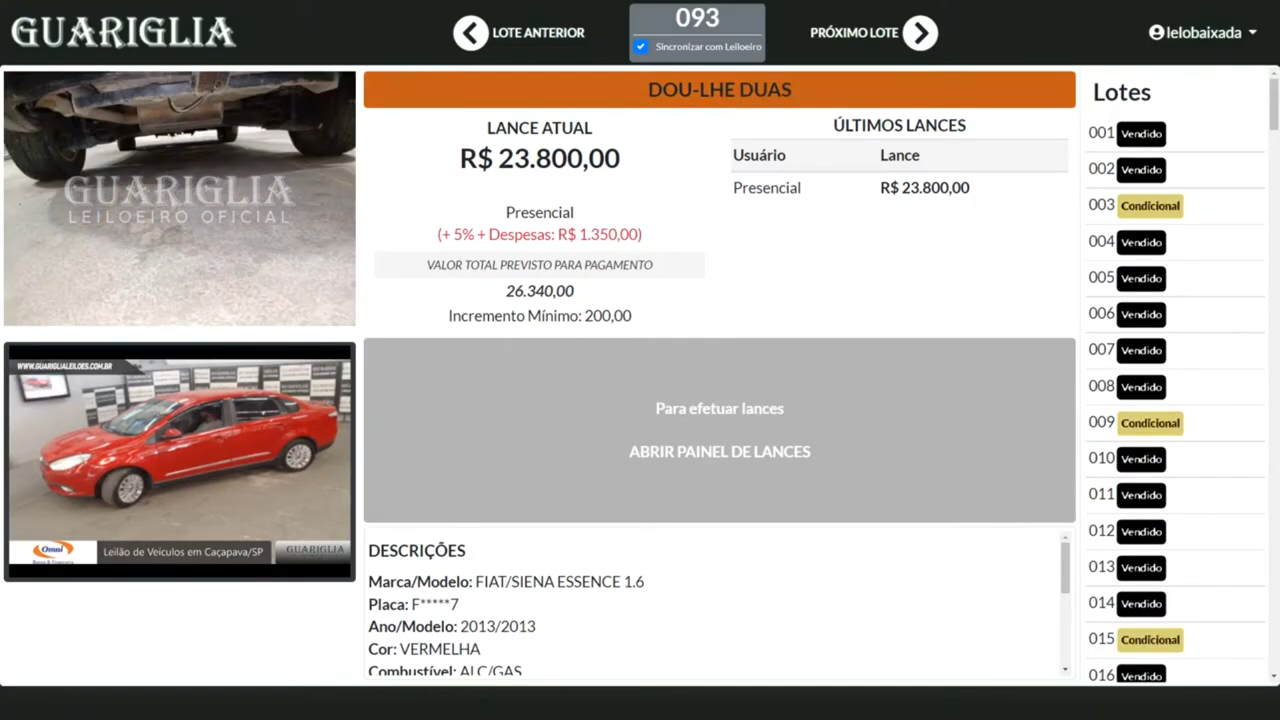 GUARIGLIA
LOTE ANTERIOR
093
Sincronizar com Leiloeiro
PRÓXIMO LOTE
lelobaixada
GUARIGLIA
LEILOEIRO OFICIAL
DOU-LHE DUAS
LANCE ATUAL
R$ 23.800,00
Presencial
(+ 5% + Despesas: R$ 1.350,00)
VALOR TOTAL PREVISTO PARA PAGAMENTO
26.340,00
Incremento Mínimo: 200,00
ÚLTIMOS LANCES
Usuário Lance
Presencial R$ 23.800,00
WWW.GUARIGLIALEILOES.COM.BR
Omni
Leilão de Veiculos em Caçapava/SP
GUARIGLIA
Para efetuar lances
ABRIR PAINEL DE LANCES
DESCRIÇÕES
Marca/Modelo: FIAT/SIENA ESSENCE 1.6
Placa: F*****7
Ano/Modelo: 2013/2013
Cor: VERMELHA
Combustível: ALC/GAS
Lotes
001 Vendido
002 Vendido
003 Condicional
004 Vendido
005 Vendido
006 Vendido
007 Vendido
008 Vendido
009 Condicional
010 Vendido
011 Vendido
012 Vendido
013 Vendido
014 Vendido
015 Condicional
016 Vendido